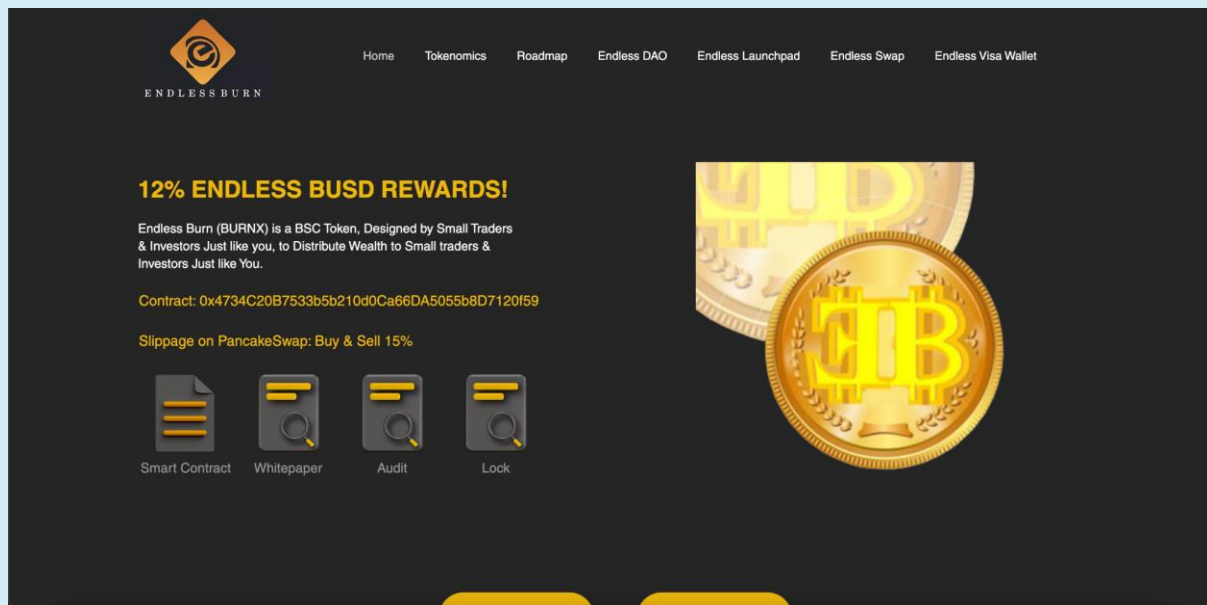 ENDLESS BURN
Home Tokenomics Roadmap Endless DAO Endless Launchpad Endless Swap Endless Visa Wallet
12% ENDLESS BUSD REWARDS!
Endless Burn (BURNX) is a BSC Token, Designed by Small Traders
& Investors Just like you, to Distribute Wealth to Small traders &
Investors Just like You.
Contract: 0x4734C20B7533b5b210d0Ca66DA5055b8D7120f59
Slippage on PancakeSwap: Buy & Sell 15%
Smart Contract Whitepaper Audit Lock